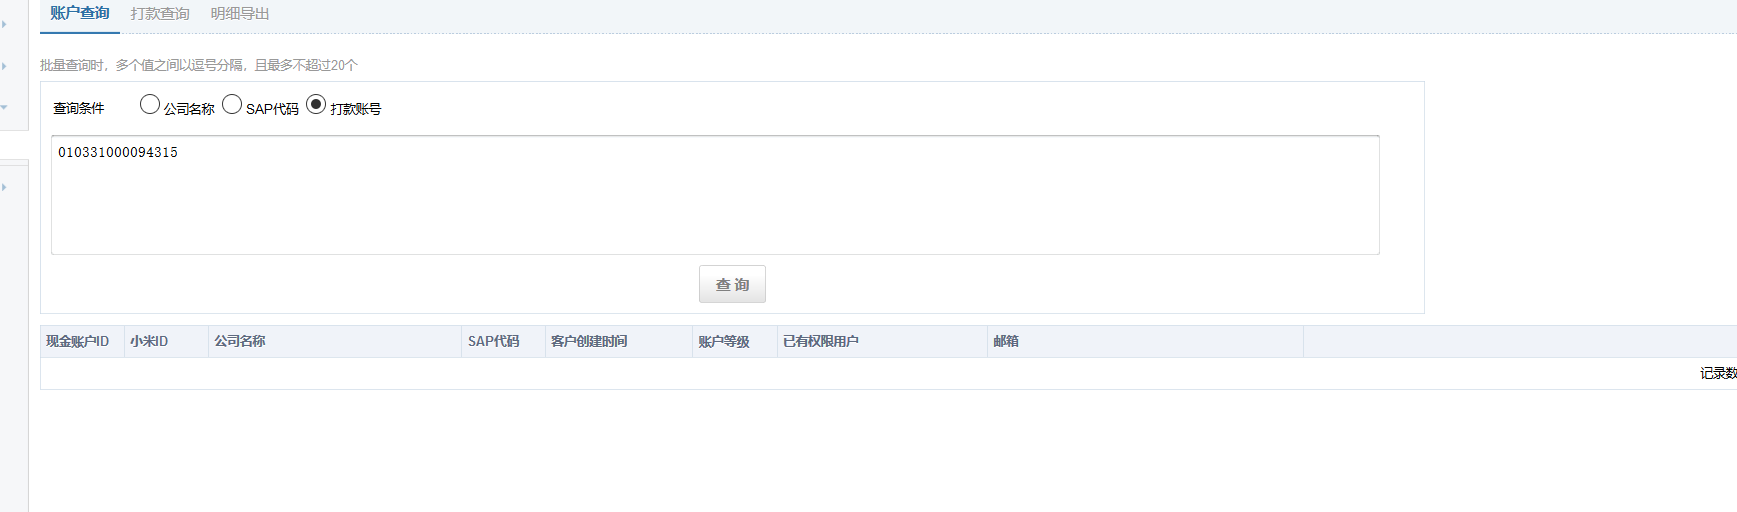 账户查询 打款查询 明细导出
批量查询时，多个值之间以逗号分隔，且最多不超过20个
查询条件 公司名称 SAP代码 打款账号
010331000094315
查 询
现金账户ID 小米ID 公司名称 SAP代码 客户创建时间 账户等级 已有权限用户 邮箱
记录数